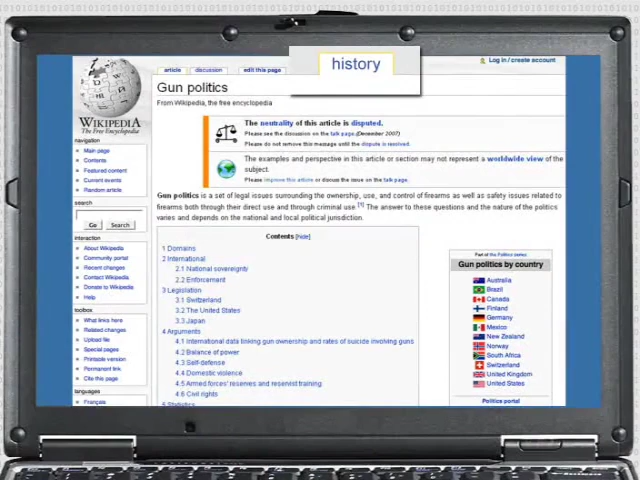 history
Log in / create account
article
discussion
edit this page
Gun politics
From Wikipedia, the free encyclopedia
WIKIPEDIA
The Free Encyclopedia
The neutrality of this article is disputed.
Please see the discussion on the talk page.(December 2007)
Please do not remove this message until the dispute is resolved.
The examples and perspective in this article or section may not represent a worldwide view of the
subject.
Please improve this article or discuss the issue on the talk page.
navigation
Main page
Contents
Featured content
Current events
Random article
search
Go Search
interaction
About Wikipedia
Community portal
Recent changes
Contact Wikipedia
Donate to Wikipedia
Help
toolbox
What links here
Related changes
Upload file
Special pages
Printable version
Permanent link
Cite this page
languages
Français
Gun politics is a set of legal issues surrounding the ownership, use, and control of firearms as well as safety issues related to
firearms both through their direct use and through criminal use.[1] The answer to these questions and the nature of the politics
varies and depends on the national and local political jurisdiction.
Contents [hide]
1 Domains
2 International
2.1 National sovereignty
2.2 Enforcement
3 Legislation
3.1 Switzerland
3.2 The United States
3.3 Japan
4 Arguments
4.1 International data linking gun ownership and rates of suicide involving guns
4.2 Balance of power
4.3 Self-defense
4.4 Domestic violence
4.5 Armed forces' reserves and reservist training
4.6 Civil rights
5 Statistics
Part of the Politics series
Gun politics by country
Australia
Brazil
Canada
Finland
Germany
Mexico
New Zealand
Norway
South Africa
Switzerland
United Kingdom
United States
Politics portal